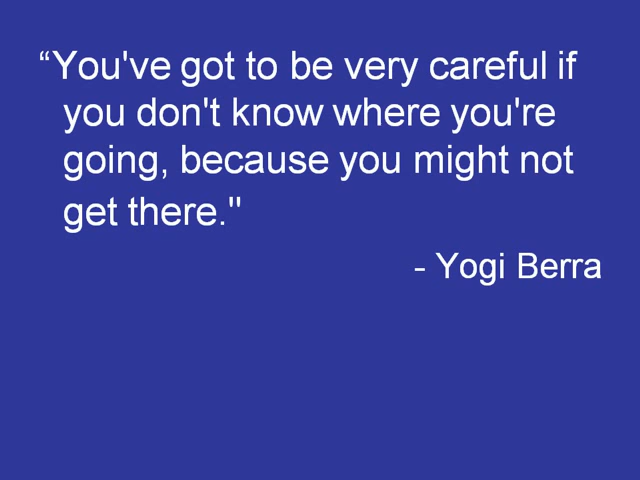 “You've got to be very careful if
you don't know where you're
going, because you might not
get there."
- Yogi Berra